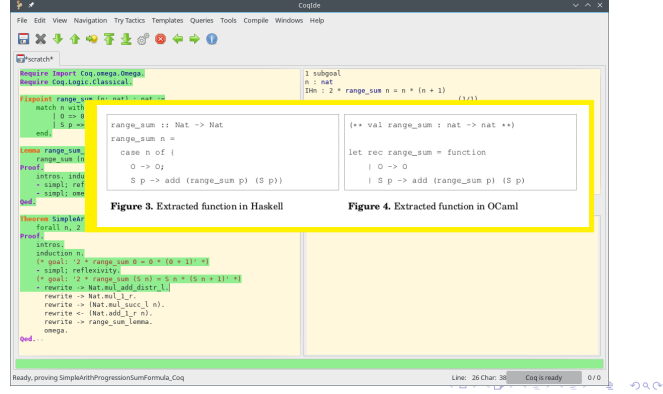 CoqIde
File Edit View Navigation Try Tactics Templates Queries Tools Compile Windows Help
*scratch*
Require Import Coq.omega.Omega.
Require Coq.Logic.Classical.
Fixpoint range_sum (n: nat) : nat :=
match n with
| O => O
| S p =>
end.
Lemma range_sum_
range_sum (n
Proof.
intros. indu
- simpl; ref
- simpl; ome
Qed.
Theorem SimpleAr
forall n, 2
Proof.
intros.
induction n.
(* goal: '2 * range_sum 0 = 0 * (0 + 1)' *)
- simpl; reflexivity.
(* goal: '2 * range_sum (S n) = S n * (S n + 1)' *)
- rewrite -> Nat.mul_add_distr_l.
rewrite -> Nat.mul_1_r.
rewrite -> (Nat.mul_succ_l n).
rewrite <- (Nat.add_1_r n).
rewrite -> range_sum_lemma.
omega.
Qed...
1 subgoal
n : nat
IHn : 2 * range_sum n = n * (n + 1)
(1/1)
range_sum :: Nat -> Nat
range_sum n =
case n of {
O -> O;
S p -> add (range_sum p) (S p)}
Figure 3. Extracted function in Haskell
(** val range_sum : nat -> nat **)
let rec range_sum = function
| O -> O
| S p -> add (range_sum p) (S p)
Figure 4. Extracted function in OCaml
Ready, proving SimpleArithProgressionSumFormula_Coq
Line: 26 Char: 38
Coq is ready
0 / 0